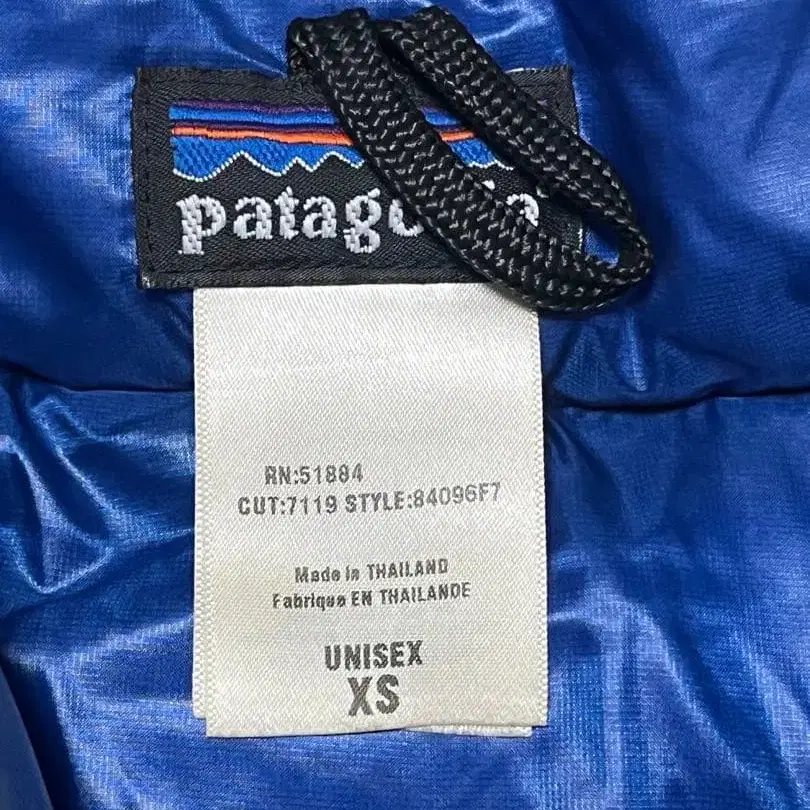 patagonia
RN:51884
CUT:7119 STYLE:84096F7
Made in THAILAND
Fabriqué EN THAILANDE
UNISEX
XS